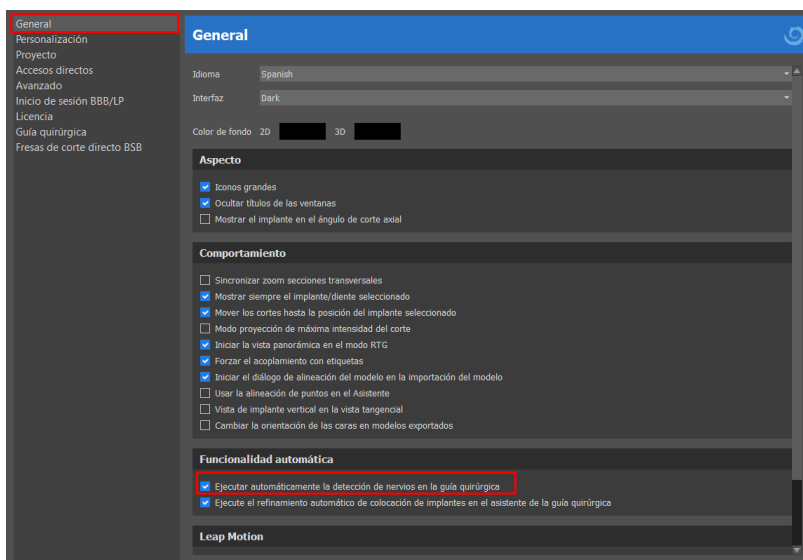 General
Personalización
Proyecto
Accesos directos
Avanzado
Inicio de sesión BBB/LP
Licencia
Guía quirúrgica
Fresas de corte directo BSB
General
Idioma Spanish
Interfaz Dark
Color de fondo 2D 3D
Aspecto
Iconos grandes
Ocultar títulos de las ventanas
Mostrar el implante en el ángulo de corte axial
Comportamiento
Sincronizar zoom secciones transversales
Mostrar siempre el implante/diente seleccionado
Mover los cortes hasta la posición del implante seleccionado
Modo proyección de máxima intensidad del corte
Iniciar la vista panorámica en el modo RTG
Forzar el acoplamiento con etiquetas
Iniciar el diálogo de alineación del modelo en la importación del modelo
Usar la alineación de puntos en el Asistente
Vista de implante vertical en la vista tangencial
Cambiar la orientación de las caras en modelos exportados
Funcionalidad automática
Ejecutar automáticamente la detección de nervios en la guía quirúrgica
Ejecute el refinamiento automático de colocación de implantes en el asistente de la guía quirúrgica
Leap Motion